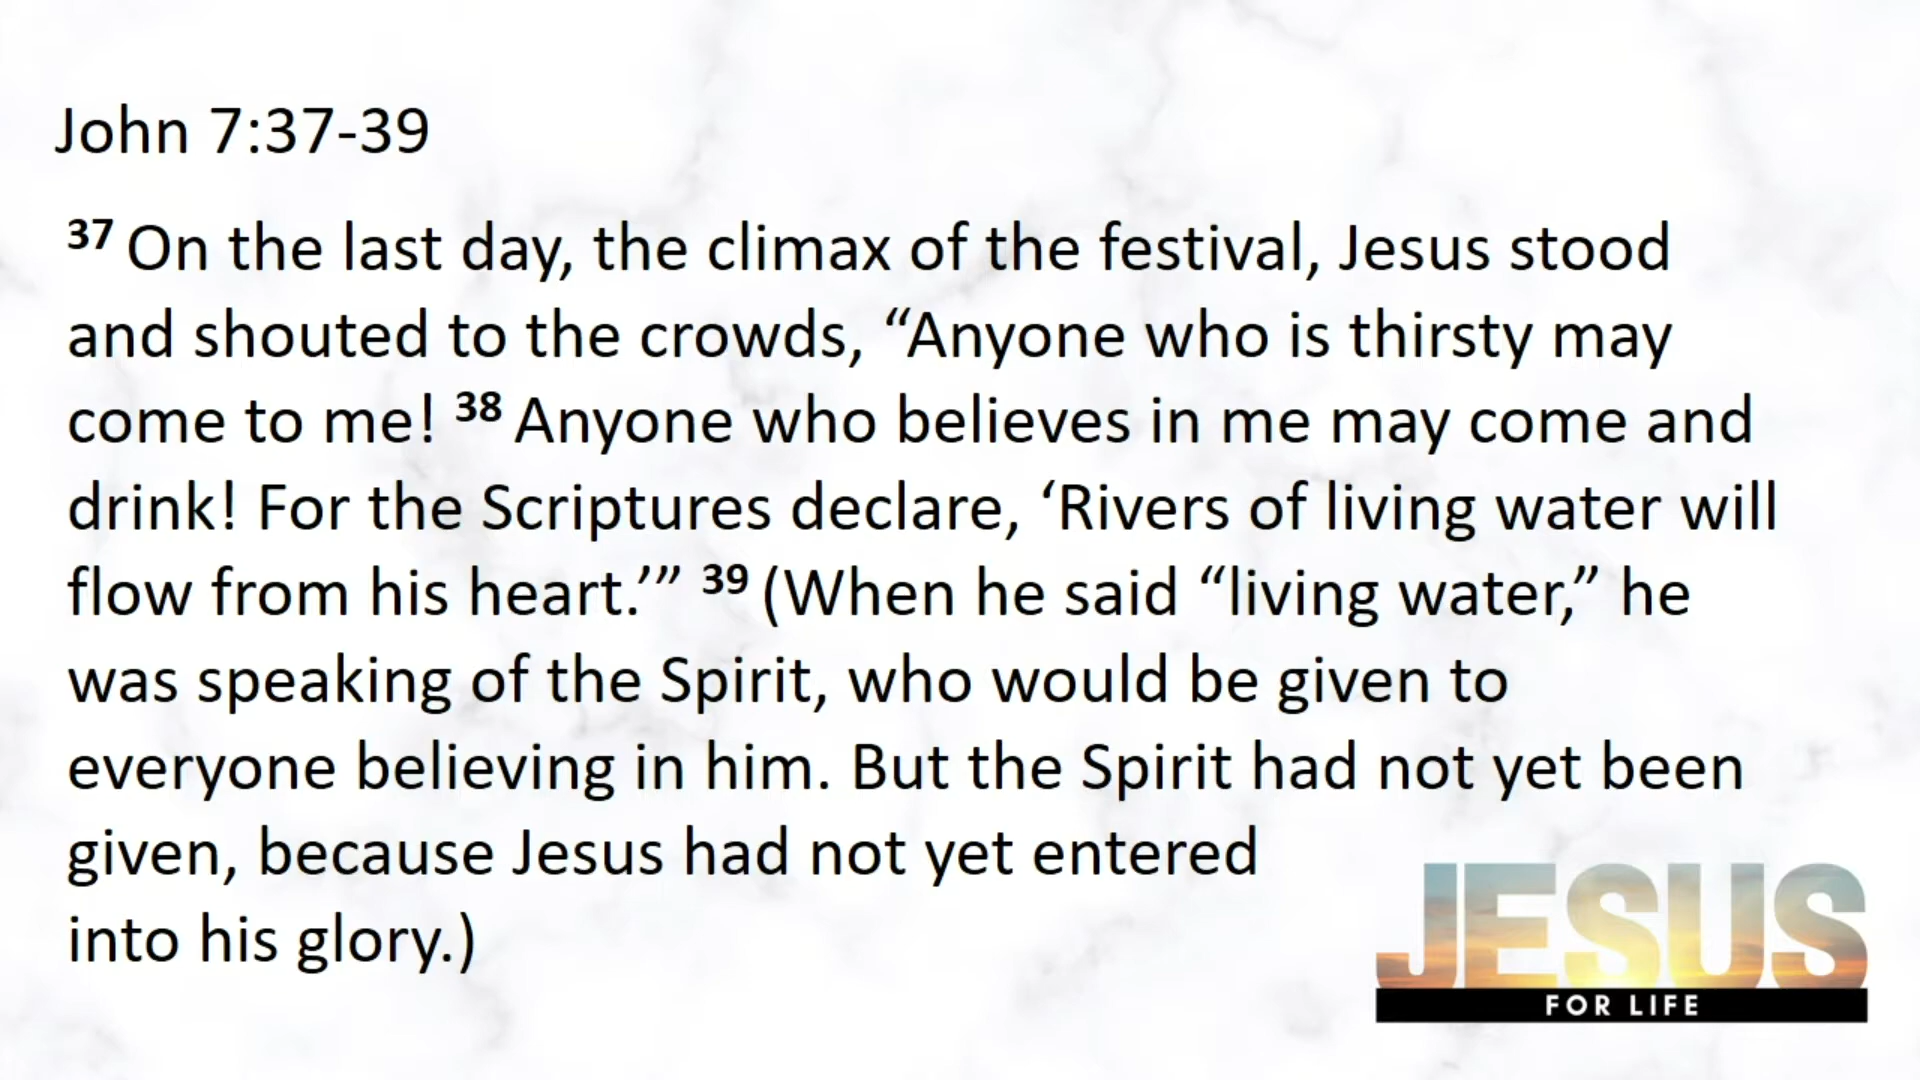 John 7:37-39
37 On the last day, the climax of the festival, Jesus stood
and shouted to the crowds, “Anyone who is thirsty may
come to me! 38 Anyone who believes in me may come and
drink! For the Scriptures declare, ‘Rivers of living water will
flow from his heart.’” 39 (When he said “living water,” he
was speaking of the Spirit, who would be given to
everyone believing in him. But the Spirit had not yet been
given, because Jesus had not yet entered
into his glory.)
JESUS
FOR LIFE